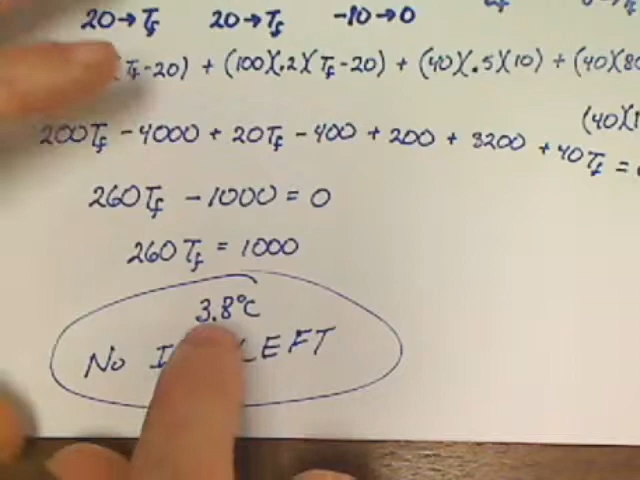 20→Tf 20→Tf -10→0
(Tf-20) + (100)(.2)(Tf-20) + (40)(.5)(10) + (40)(80
(40)(1
200Tf - 4000 + 20Tf - 400 + 200 + 3200 + 40Tf =
260Tf - 1000 = 0
260Tf = 1000
3.8°C
No I LEFT